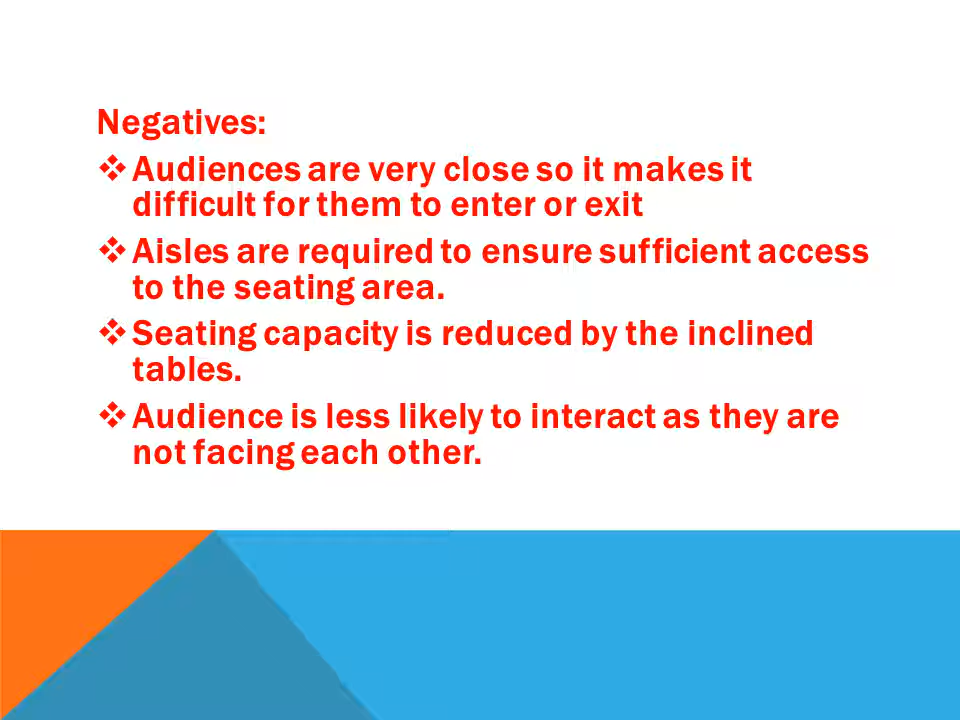 Negatives:
❖Audiences are very close so it makes it
difficult for them to enter or exit
❖Aisles are required to ensure sufficient access
to the seating area.
❖Seating capacity is reduced by the inclined
tables.
❖Audience is less likely to interact as they are
not facing each other.